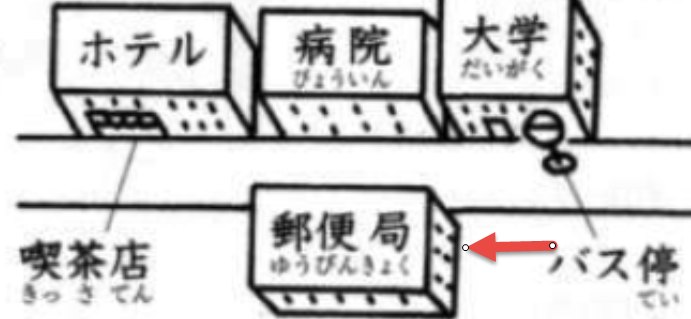 ホテル
病院
びょういん
大学
だいがく
喫茶店
きっさてん
郵便局
ゆうびんきょく
バス停
てい